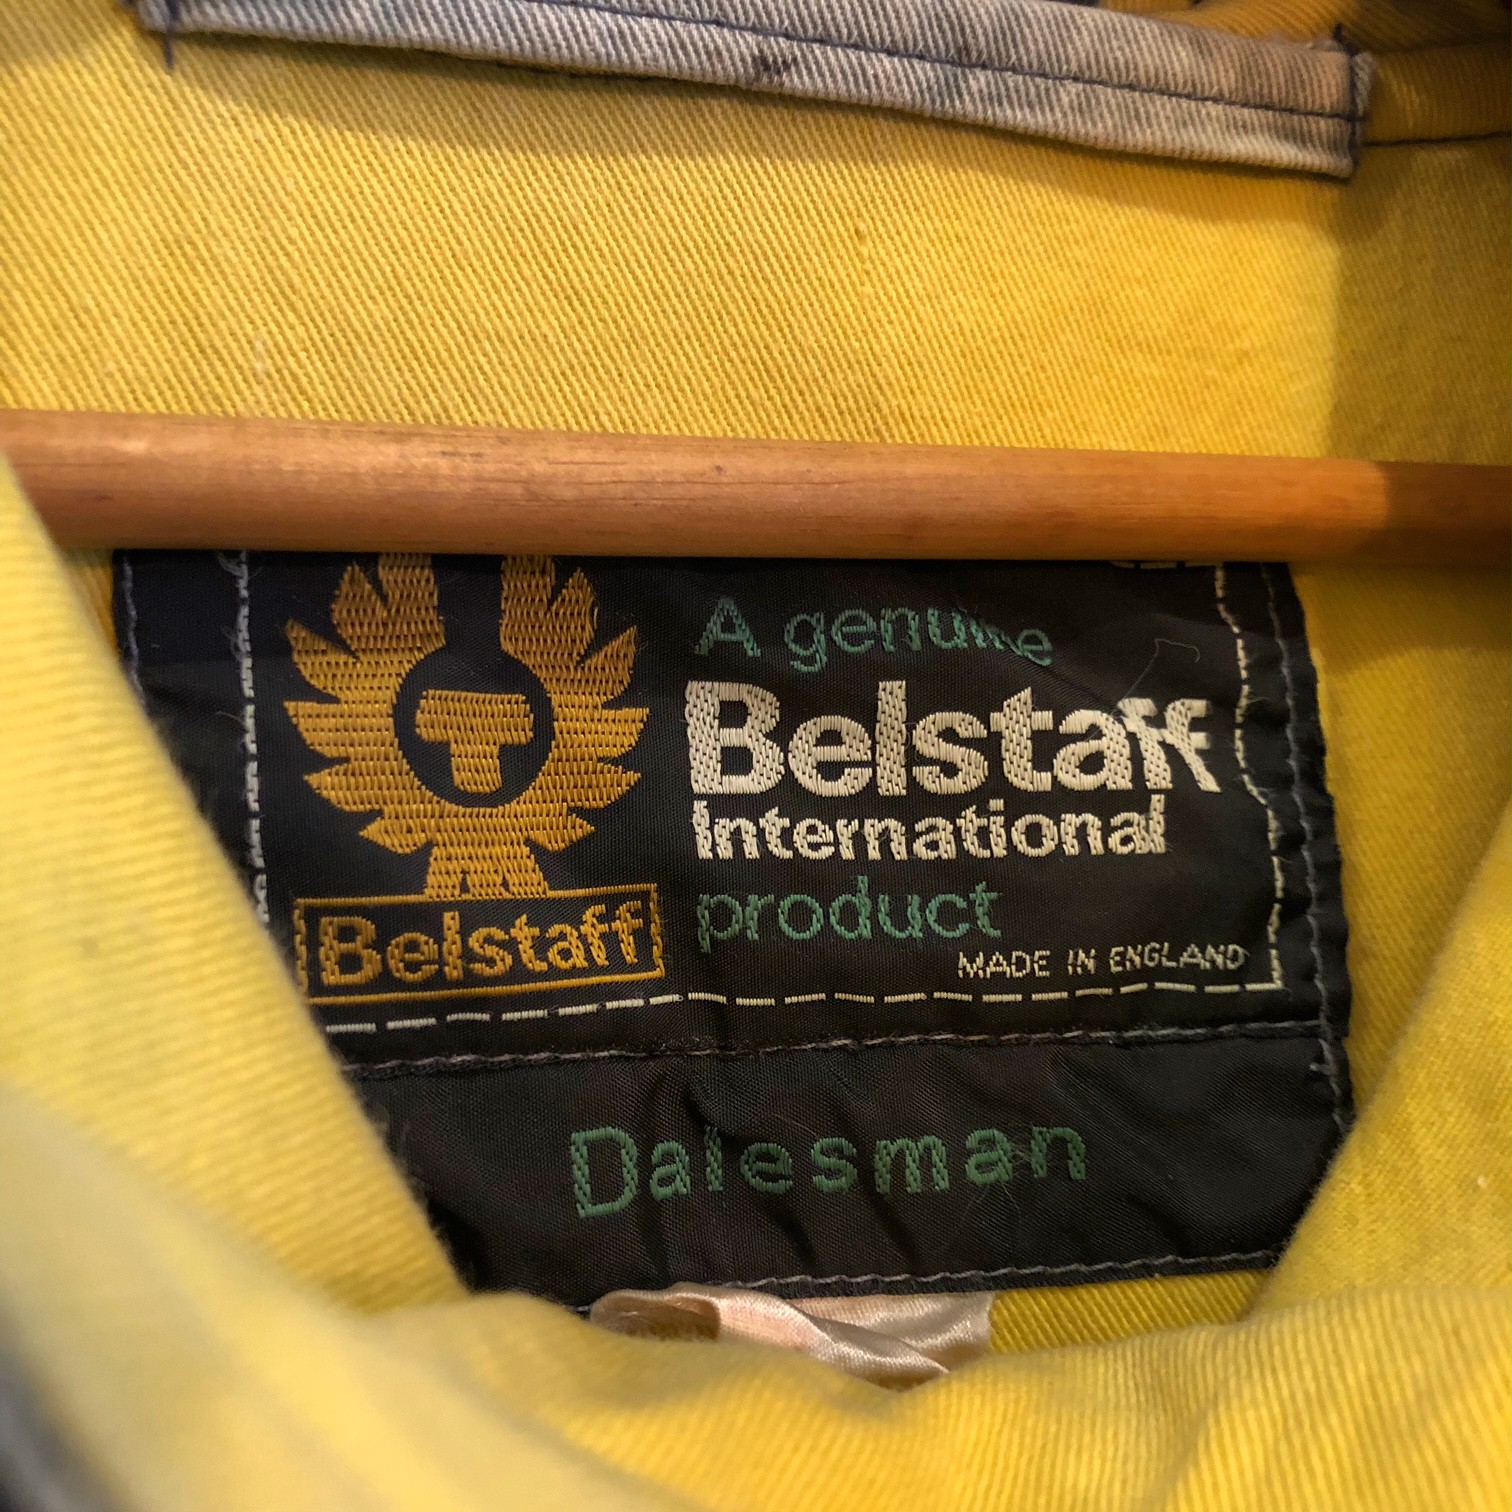 T
Belstaff
A genuine
Belstaff
International
product
MADE IN ENGLAND
Dalesman